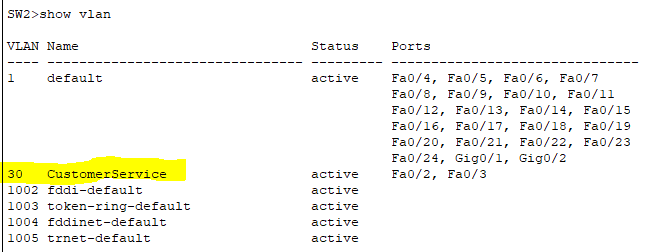 SW2>show vlan
VLAN Name Status Ports
---- -------------------------------- --------- -------------------------------
1 default active Fa0/4, Fa0/5, Fa0/6, Fa0/7
Fa0/8, Fa0/9, Fa0/10, Fa0/11
Fa0/12, Fa0/13, Fa0/14, Fa0/15
Fa0/16, Fa0/17, Fa0/18, Fa0/19
Fa0/20, Fa0/21, Fa0/22, Fa0/23
Fa0/24, Gig0/1, Gig0/2
30 CustomerService active Fa0/2, Fa0/3
1002 fddi-default active
1003 token-ring-default active
1004 fddinet-default active
1005 trnet-default active